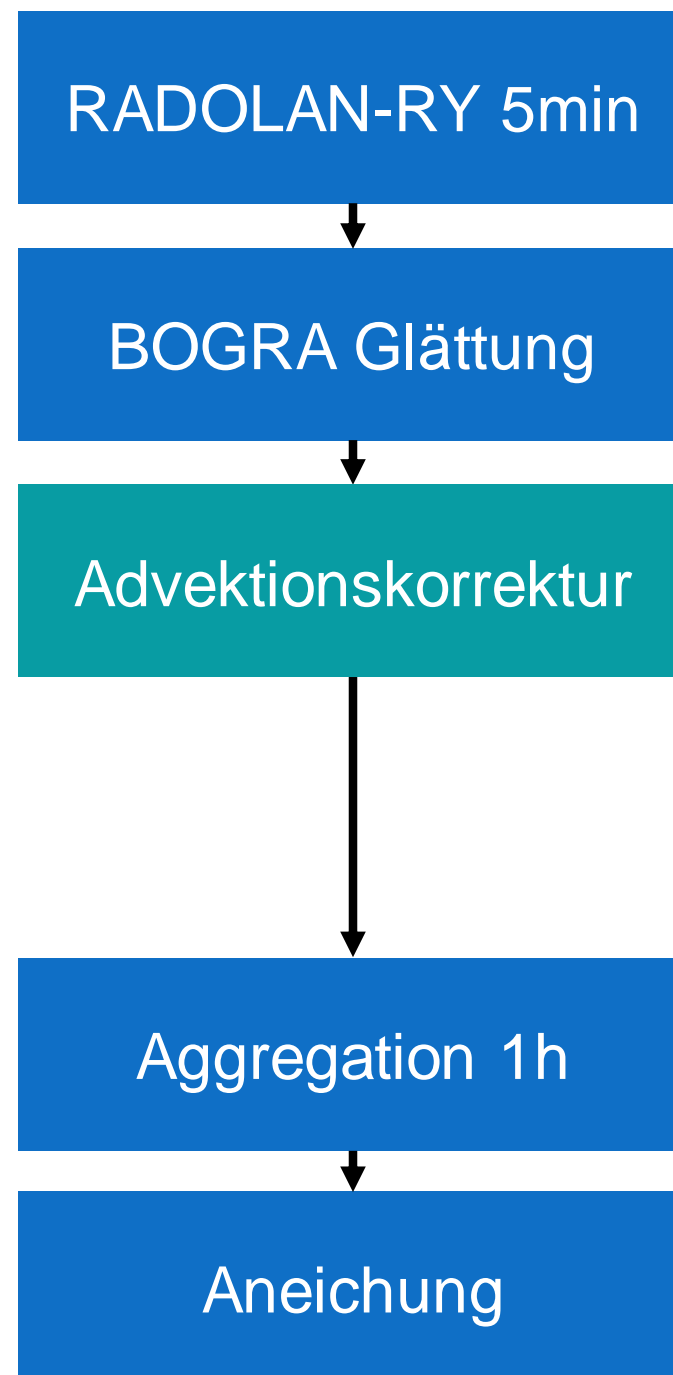 RADOLAN-RY 5min
BOGRA Glättung
Advektionskorrektur
Aggregation 1h
Aneichung